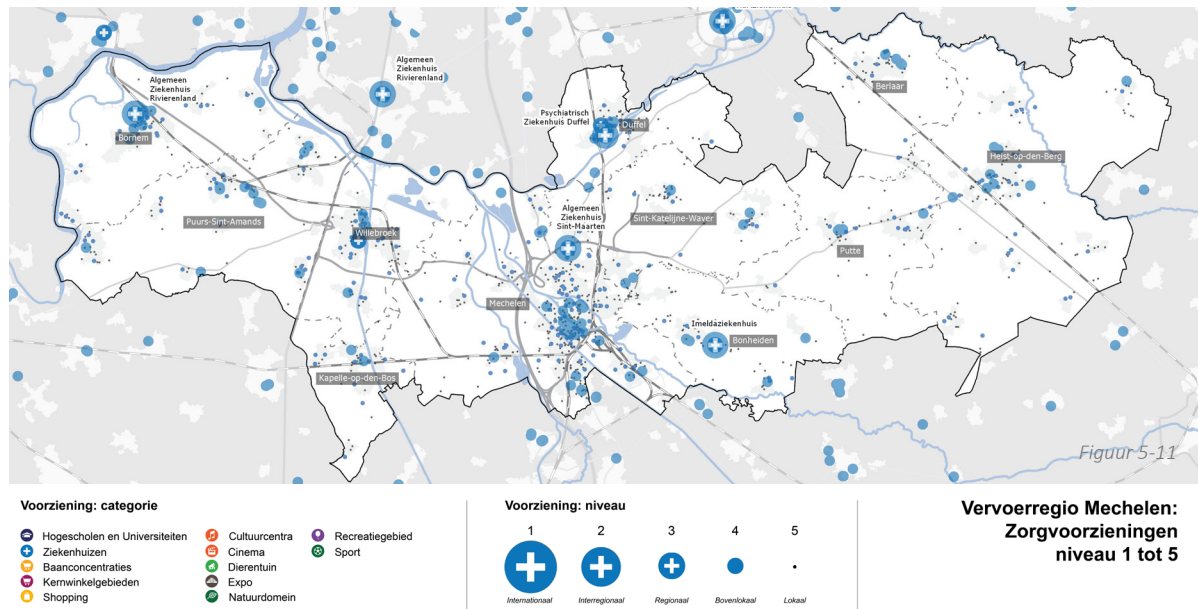 Algemeen
Ziekenhuis
Rivierenland
Bornem
Algemeen
Ziekenhuis
Rivierenland
Psychiatrisch
Ziekenhuis Duffel
Duffel
Berlaar
Heist-op-den-Berg
Puurs-Sint-Amands
Willebroek
Algemeen
Ziekenhuis
Sint-Maarten
Sint-Katelijne-Waver
Putte
Mechelen
Imeldaziekenhuis
Bonheiden
Kapelle-op-den-Bos
Figuur 5-11
Voorziening: categorie
Hogescholen en Universiteiten
Ziekenhuizen
Baanconcentraties
Kernwinkelgebieden
Shopping
Cultuurcentra
Cinema
Dierentuin
Expo
Natuurdomein
Recreatiegebied
Sport
Voorziening: niveau
1 2 3 4 5
Internationaal Interregionaal Regionaal Bovenlokaal Lokaal
Vervoerregio Mechelen:
Zorgvoorzieningen
niveau 1 tot 5